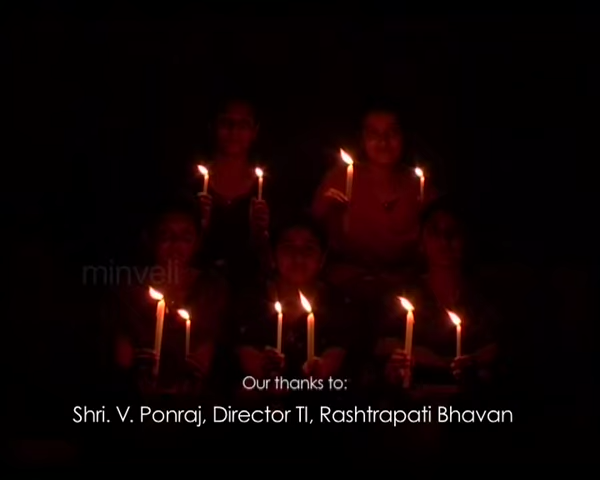 minveli
Our thanks to:
Shri. V. Ponraj, Director TI, Rashtrapati Bhavan